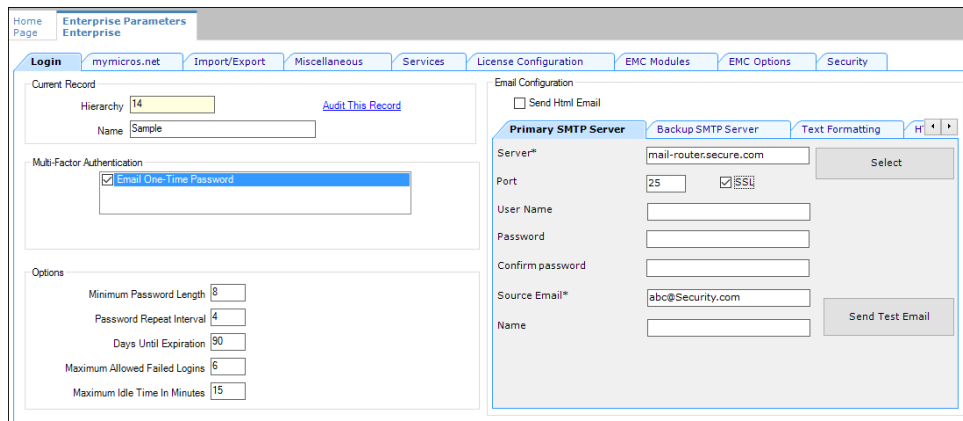 Home
Page
Enterprise Parameters
Enterprise
Login
mymicros.net
Import/Export
Miscellaneous
Services
License Configuration
EMC Modules
EMC Options
Security
Current Record
Hierarchy 14
Audit This Record
Name Sample
Multi-Factor Authentication
Email One-Time Password
Options
Minimum Password Length 8
Password Repeat Interval 4
Days Until Expiration 90
Maximum Allowed Failed Logins 6
Maximum Idle Time In Minutes 15
Email Configuration
Send Html Email
Primary SMTP Server
Backup SMTP Server
Text Formatting
Server* mail-router.secure.com
Select
Port 25 SSL
User Name
Password
Confirm password
Source Email* abc@Security.com
Send Test Email
Name